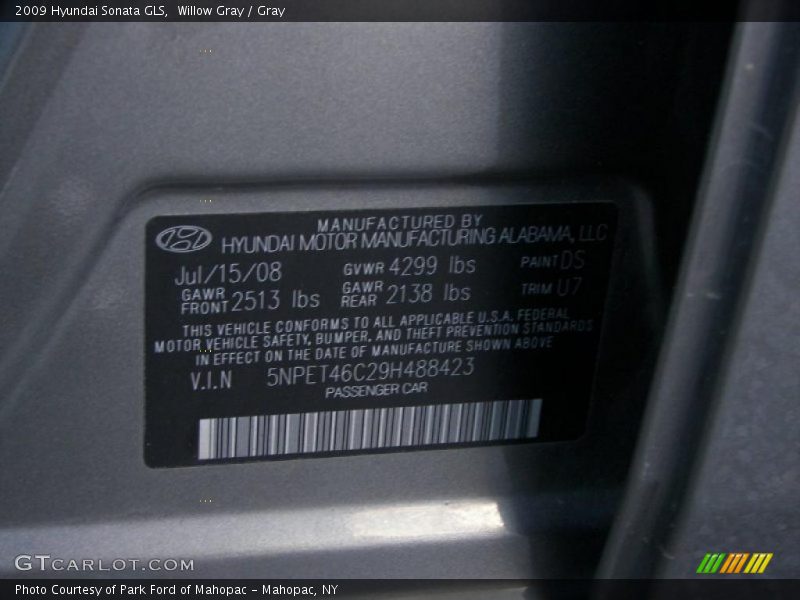 2009 Hyundai Sonata GLS, Willow Gray / Gray
MANUFACTURED BY
HYUNDAI MOTOR MANUFACTURING ALABAMA, LLC
Jul/15/08 GVWR 4299 lbs PAINT DS
GAWR FRONT 2513 lbs GAWR REAR 2138 lbs TRIM U7
THIS VEHICLE CONFORMS TO ALL APPLICABLE U.S.A. FEDERAL
MOTOR VEHICLE SAFETY, BUMPER, AND THEFT PREVENTION STANDARDS
IN EFFECT ON THE DATE OF MANUFACTURE SHOWN ABOVE
V.I.N 5NPET46C29H488423
PASSENGER CAR
GTCARLOT.COM
Photo Courtesy of Park Ford of Mahopac - Mahopac, NY